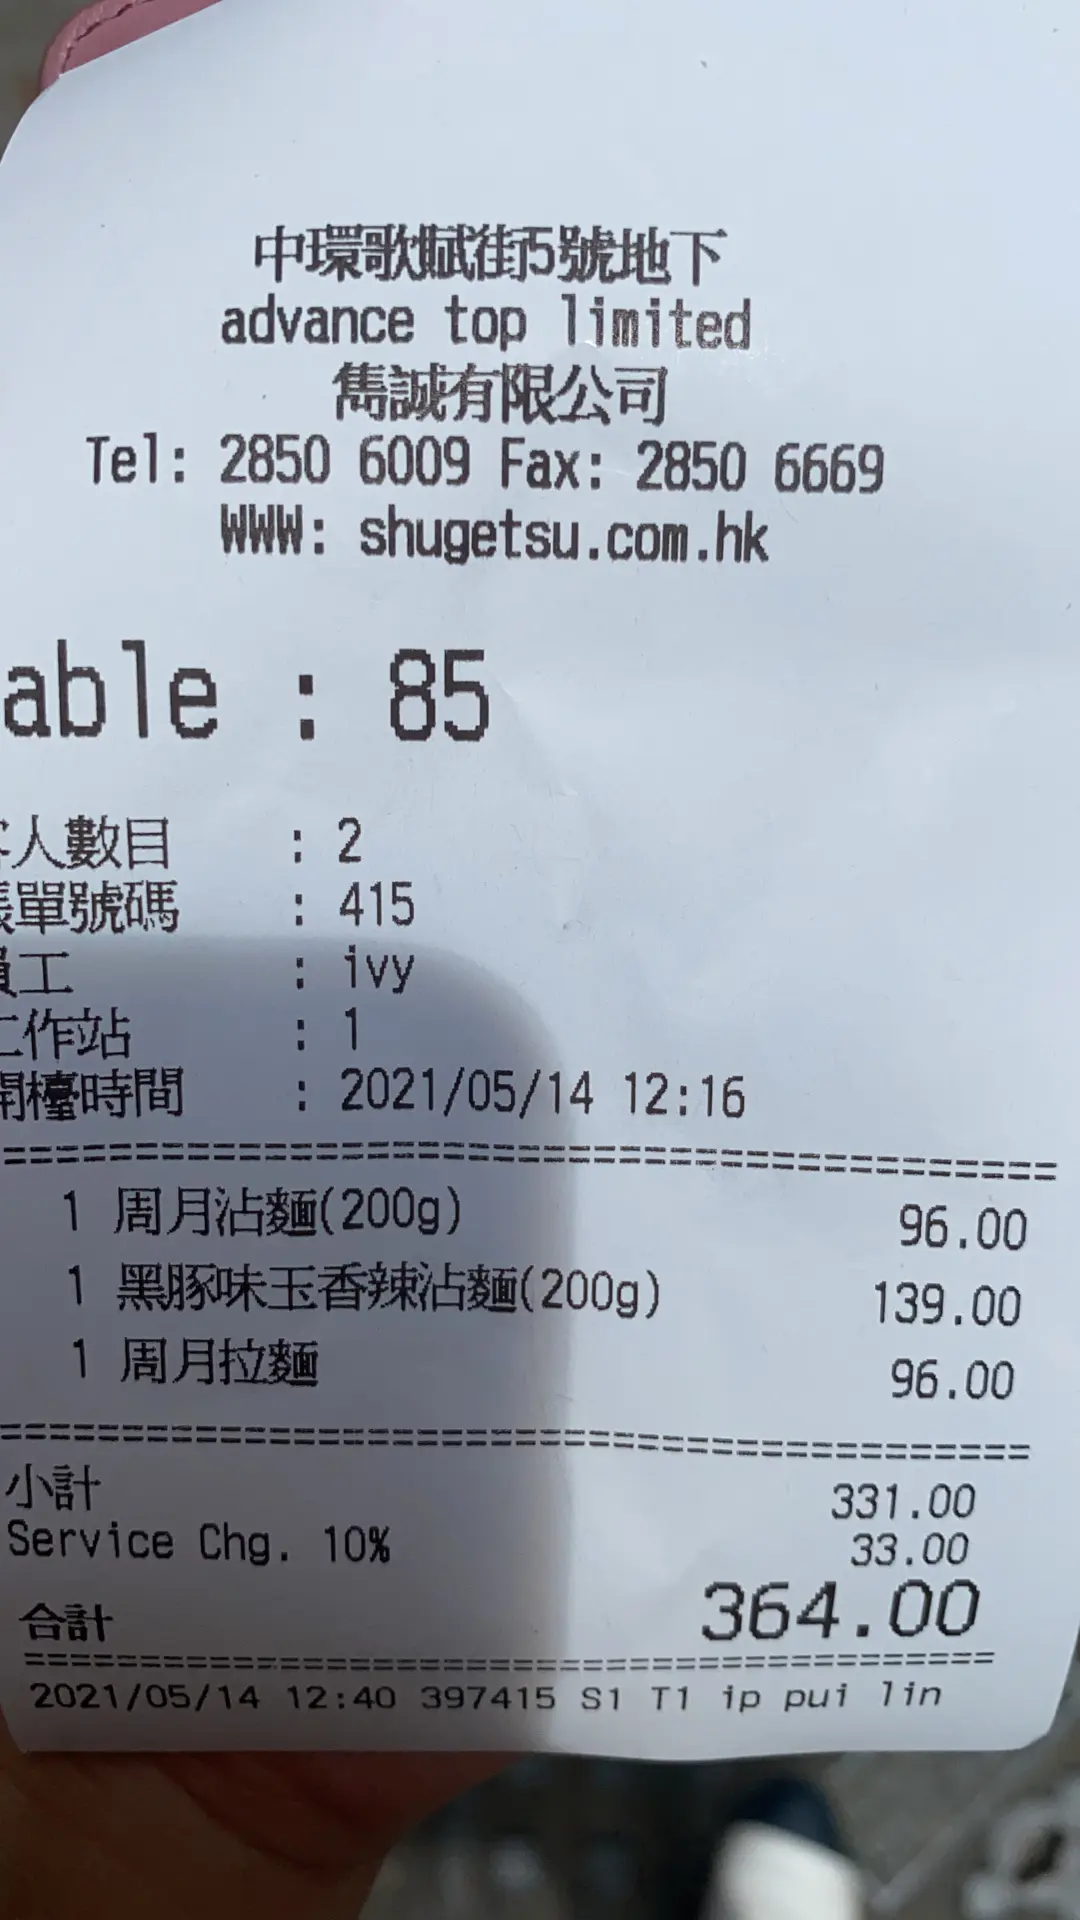 中環歌賦街5號地下
advance top limited
雋誠有限公司
Tel: 2850 6009 Fax: 2850 6669
WWW: shugetsu.com.hk
able : 85
客人數目 : 2
帳單號碼 : 415
員工 : ivy
工作站 : 1
開檯時間 : 2021/05/14 12:16
==========================================
1 周月沾麵(200g) 96.00
1 黑豚味玉香辣沾麵(200g) 139.00
1 周月拉麵 96.00
==========================================
小計 331.00
Service Chg. 10% 33.00
合計 364.00
==========================================
2021/05/14 12:40 397415 S1 T1 ip pui lin